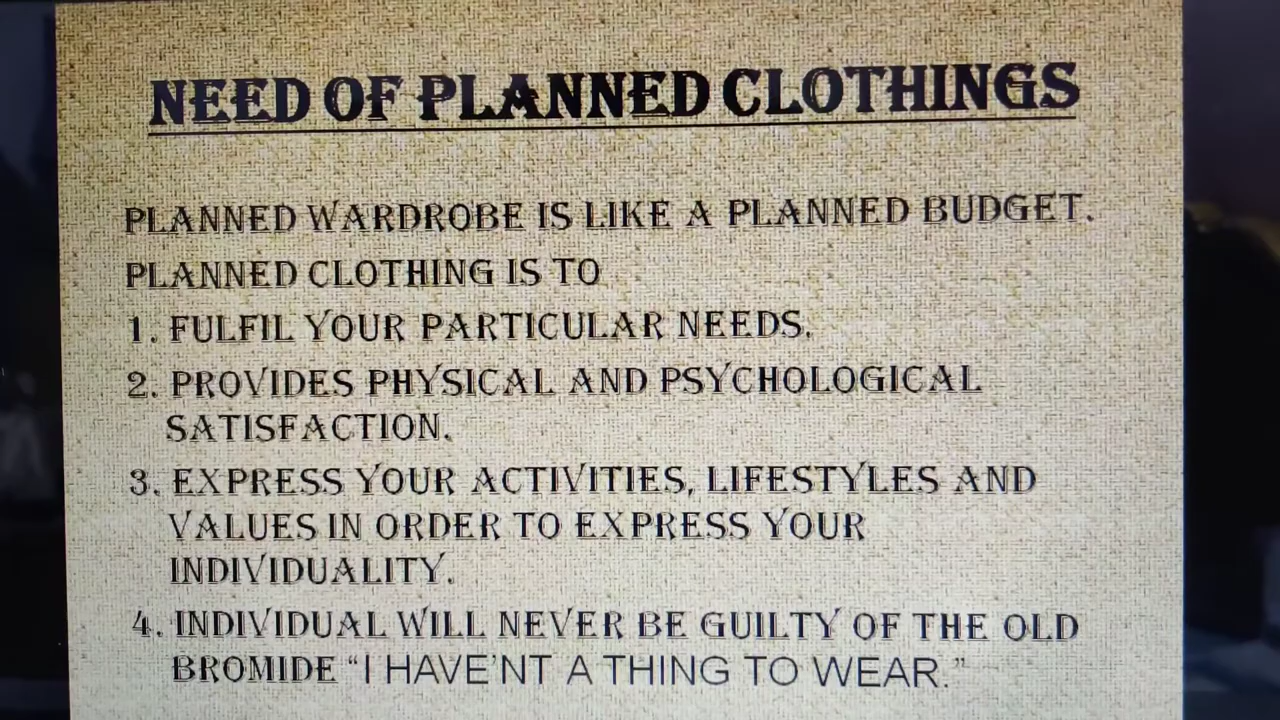 NEED OF PLANNED CLOTHINGS
PLANNED WARDROBE IS LIKE A PLANNED BUDGET.
PLANNED CLOTHING IS TO
1. FULFIL YOUR PARTICULAR NEEDS.
2. PROVIDES PHYSICAL AND PSYCHOLOGICAL
SATISFACTION.
3. EXPRESS YOUR ACTIVITIES, LIFESTYLES AND
VALUES IN ORDER TO EXPRESS YOUR
INDIVIDUALITY.
4. INDIVIDUAL WILL NEVER BE GUILTY OF THE OLD
BROMIDE “I HAVE’NT A THING TO WEAR.”